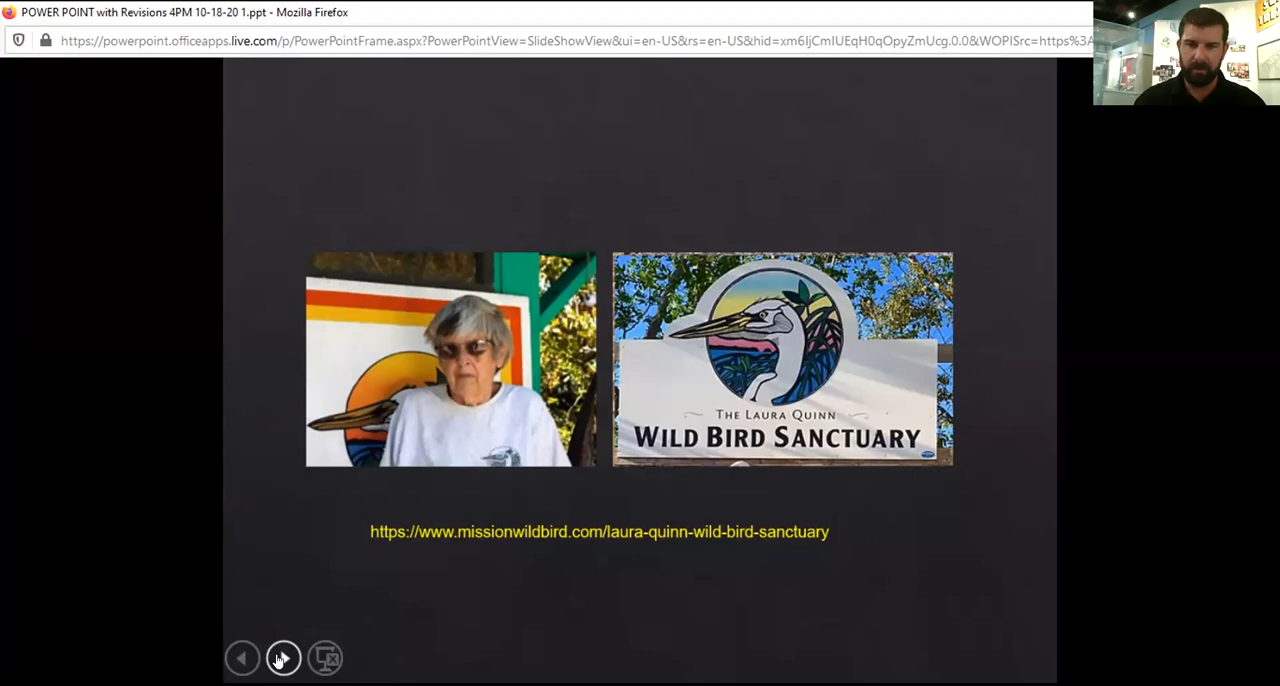 POWER POINT with Revisions 4PM 10-18-20 1.ppt - Mozilla Firefox
https://powerpoint.officeapps.live.com/p/PowerPointFrame.aspx?PowerPointView=SlideShowView&ui=en-US&rs=en-US&hid=xm6IjCmIUEqH0qOpyZmUcg.0.0&WOPISrc=https%3A
THE LAURA QUINN
WILD BIRD SANCTUARY
https://www.missionwildbird.com/laura-quinn-wild-bird-sanctuary